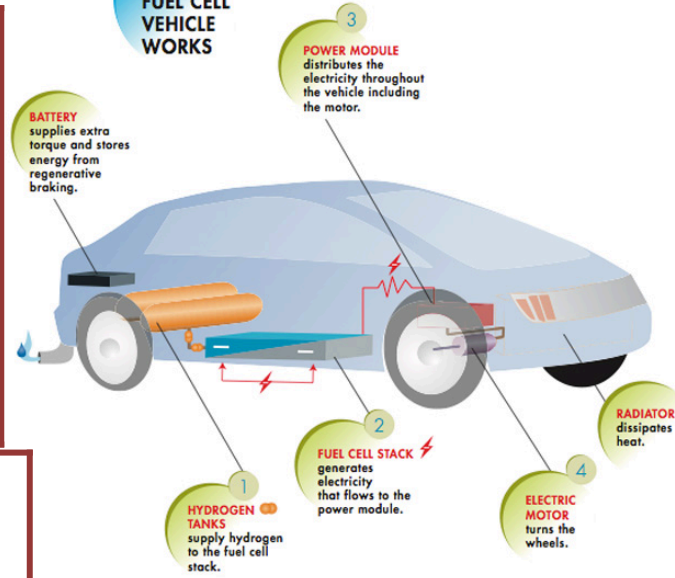 FUEL CELL
VEHICLE
WORKS
3
POWER MODULE
distributes the
electricity throughout
the vehicle including
the motor.
BATTERY
supplies extra
torque and stores
energy from
regenerative
braking.
RADIATOR
dissipates
heat.
2
FUEL CELL STACK
generates
electricity
that flows to the
power module.
4
ELECTRIC
MOTOR
turns the
wheels.
1
HYDROGEN
TANKS
supply hydrogen
to the fuel cell
stack.